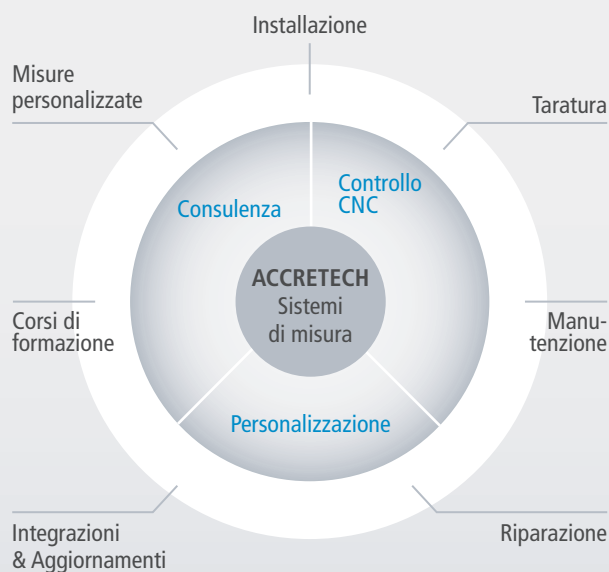 Installazione
Misure
personalizzate
Taratura
Consulenza
Controllo
CNC
ACCRETECH
Sistemi
di misura
Corsi di
formazione
Manu-
tenzione
Personalizzazione
Integrazioni
& Aggiornamenti
Riparazione